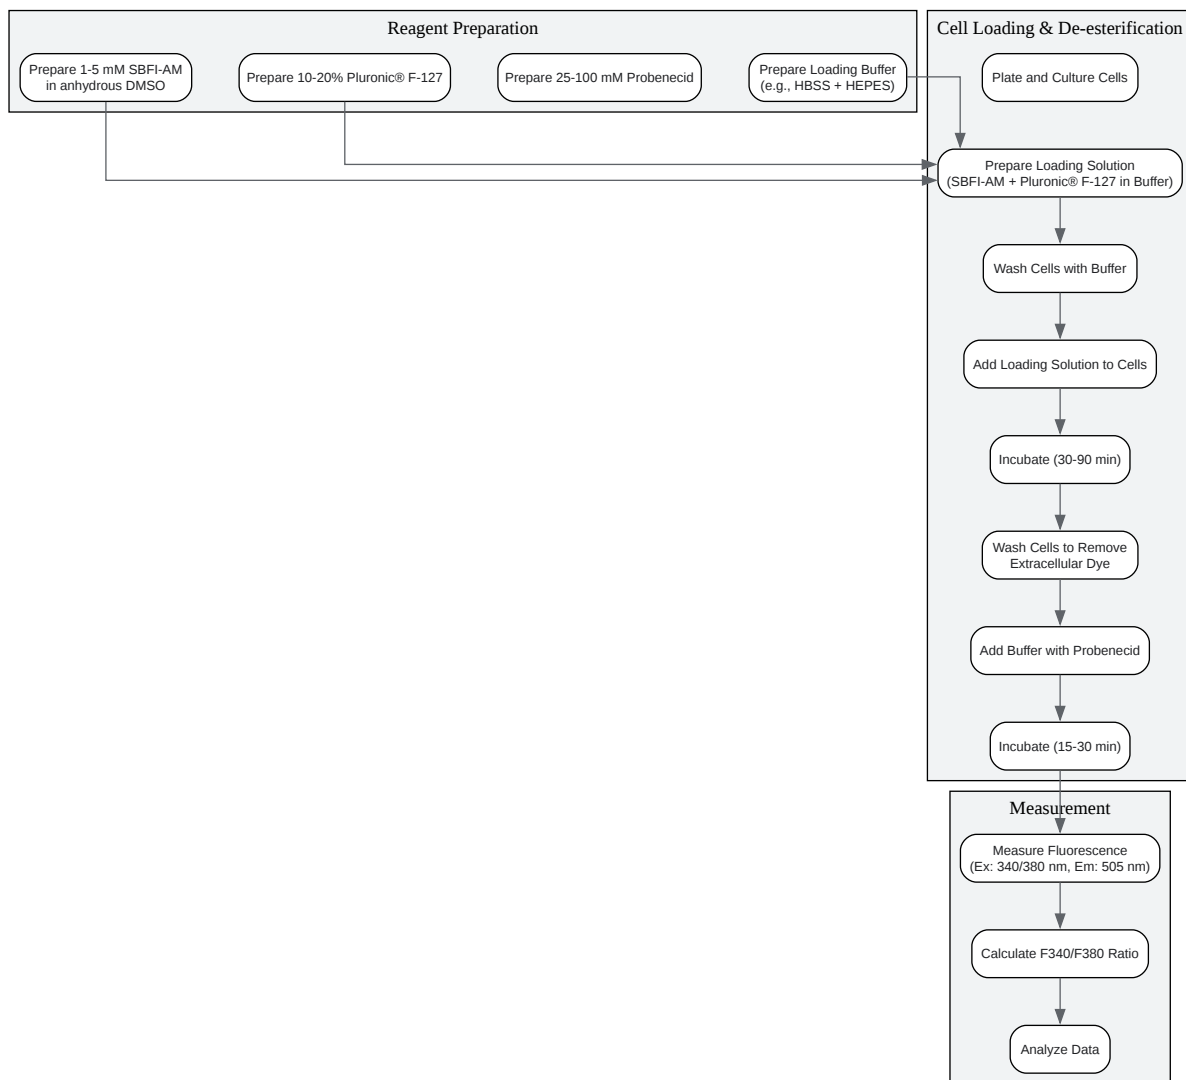 Reagent Preparation
Prepare 1-5 mM SBFI-AM
in anhydrous DMSO
Prepare 10-20% Pluronic® F-127
Prepare 25-100 mM Probenecid
Prepare Loading Buffer
(e.g., HBSS + HEPES)
Cell Loading & De-esterification
Plate and Culture Cells
Prepare Loading Solution
(SBFI-AM + Pluronic® F-127 in Buffer)
Wash Cells with Buffer
Add Loading Solution to Cells
Incubate (30-90 min)
Wash Cells to Remove
Extracellular Dye
Add Buffer with Probenecid
Incubate (15-30 min)
Measurement
Measure Fluorescence
(Ex: 340/380 nm, Em: 505 nm)
Calculate F340/F380 Ratio
Analyze Data